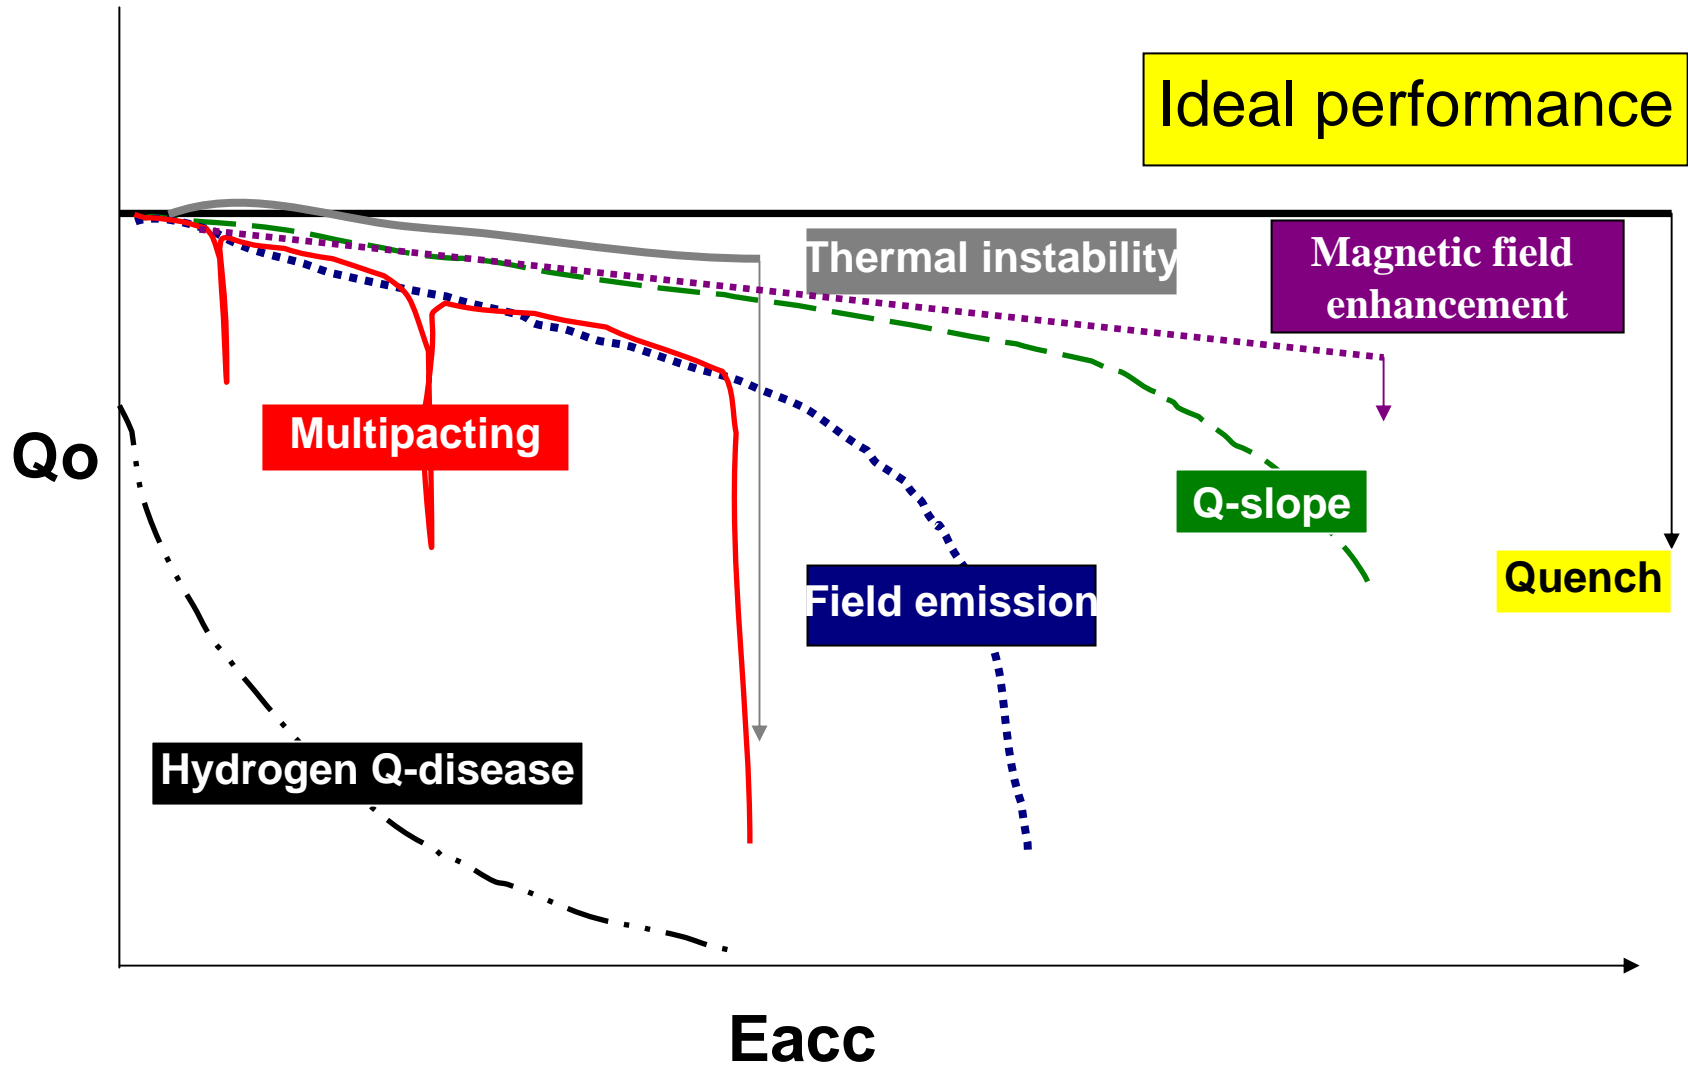 Ideal performance
Thermal instability
Magnetic field
enhancement
Multipacting
Qo
Q-slope
Quench
Field emission
Hydrogen Q-disease
Eacc